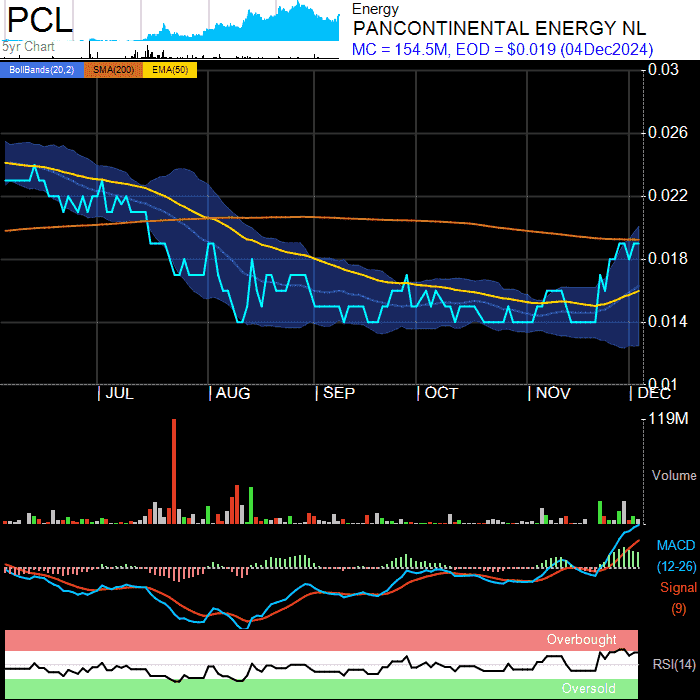 PCL
5yr Chart
Energy
PANCONTINENTAL ENERGY NL
MC = 154.5M, EOD = $0.019 (04Dec2024)
BollBands(20,2) SMA(200) EMA(50)
0.03
0.026
0.022
0.018
0.014
0.01
JUL AUG SEP OCT NOV DEC
119M
Volume
MACD
(12-26)
Signal
(9)
Overbought
RSI(14)
Oversold